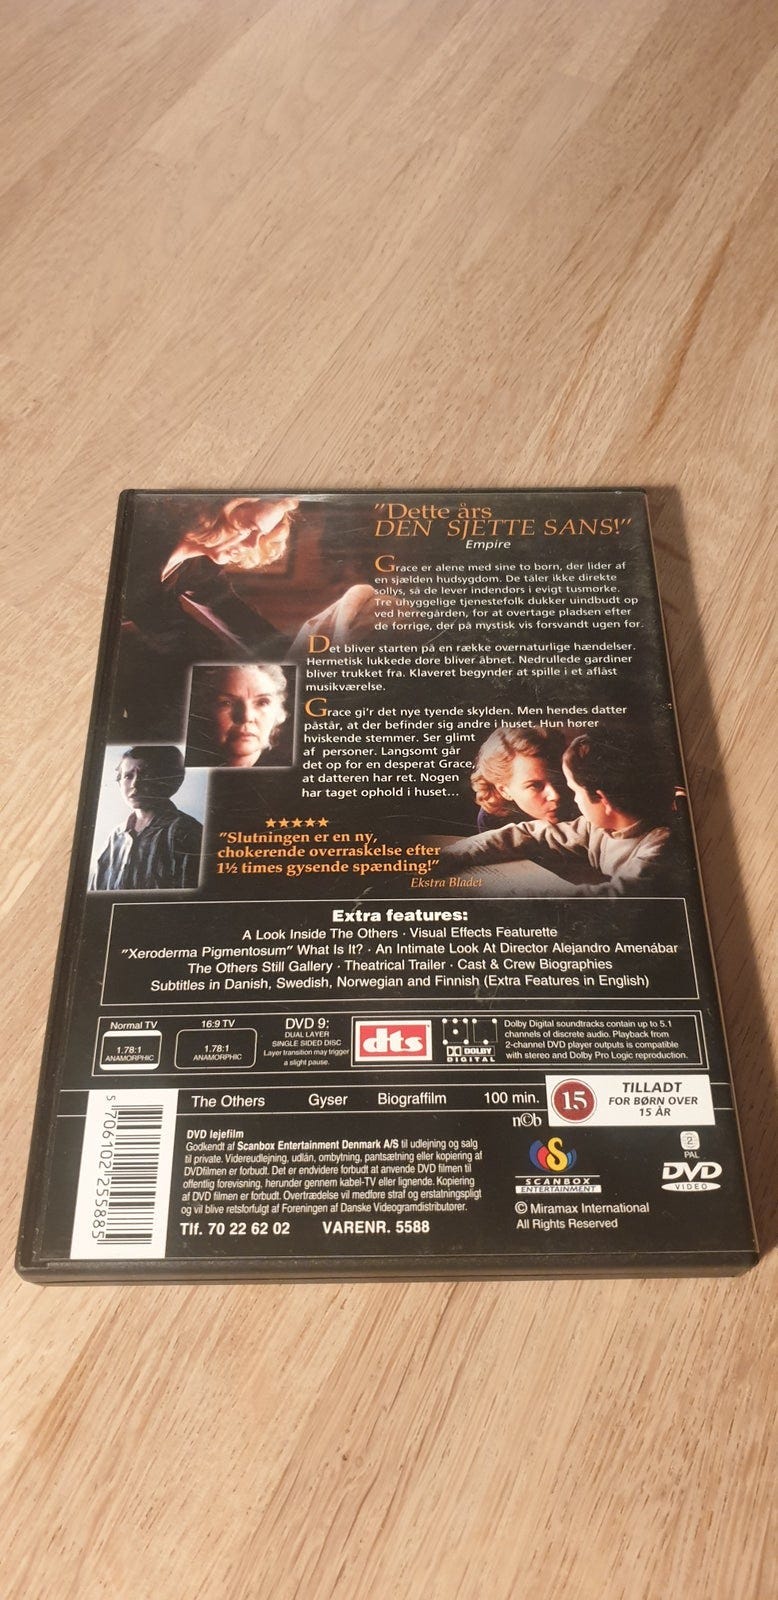 "Dette års
DEN SJETTE SANS!"
Empire
Grace er alene med sine to børn, der lider af
en sjælden hudsygdom. De tåler ikke direkte
sollys, så de lever indendørs i evigt tusmørke.
Tre uhyggelige tjenestefolk dukker uindbudt op
ved herregården, for at overtage pladsen efter
de forrige, der på mystisk vis forsvandt ugen før.
Det bliver starten på en række overnaturlige hændelser.
Hermetisk lukkede døre bliver åbnet. Nedrullede gardiner
bliver trukket fra. Klaveret begynder at spille i et aflåst
musikværelse.
Grace gi'r det nye tyende skylden. Men hendes datter
påstår, at der befinder sig andre i huset. Hun hører
hviskende stemmer. Ser glimt
af personer. Langsomt går
det op for en desperat Grace,
at datteren har ret. Nogen
har taget ophold i huset...
★★★★★
"Slutningen er en ny,
chokerende overraskelse efter
1½ times gysende spænding!"
Ekstra Bladet
Extra features:
A Look Inside The Others · Visual Effects Featurette
"Xeroderma Pigmentosum" What Is It? · An Intimate Look At Director Alejandro Amenábar
The Others Still Gallery · Theatrical Trailer · Cast & Crew Biographies
Subtitles in Danish, Swedish, Norwegian and Finnish (Extra Features in English)
Normal TV
1.78:1
ANAMORPHIC
16:9 TV
1.78:1
ANAMORPHIC
DVD 9:
DUAL LAYER
SINGLE SIDED DISC
Layer transition may trigger
a slight pause.
dts
DOLBY
DIGITAL
Dolby Digital soundtracks contain up to 5.1
channels of discrete audio. Playback from
2-channel DVD player outputs is compatible
with stereo and Dolby Pro Logic reproduction.
The Others Gyser Biograffilm 100 min.
15
TILLADT
FOR BØRN OVER
15 ÅR
n©b
5 706102 255885
DVD lejefilm
Godkendt af Scanbox Entertainment Denmark A/S til udlejning og salg
til private. Videreudlejning, udlån, ombytning, pantsætning eller kopiering af
DVDfilmen er forbudt. Det er endvidere forbudt at anvende DVD filmen til
offentlig forevisning, herunder gennem kabel-TV eller lignende. Kopiering
af DVD filmen er forbudt. Overtrædelse vil medføre straf og erstatningspligt
og vil blive retsforfulgt af Foreningen af Danske Videogramdistributører.
Tlf. 70 22 62 02 VARENR. 5588
SCANBOX
ENTERTAINMENT
© Miramax International
All Rights Reserved
2
PAL
DVD
VIDEO